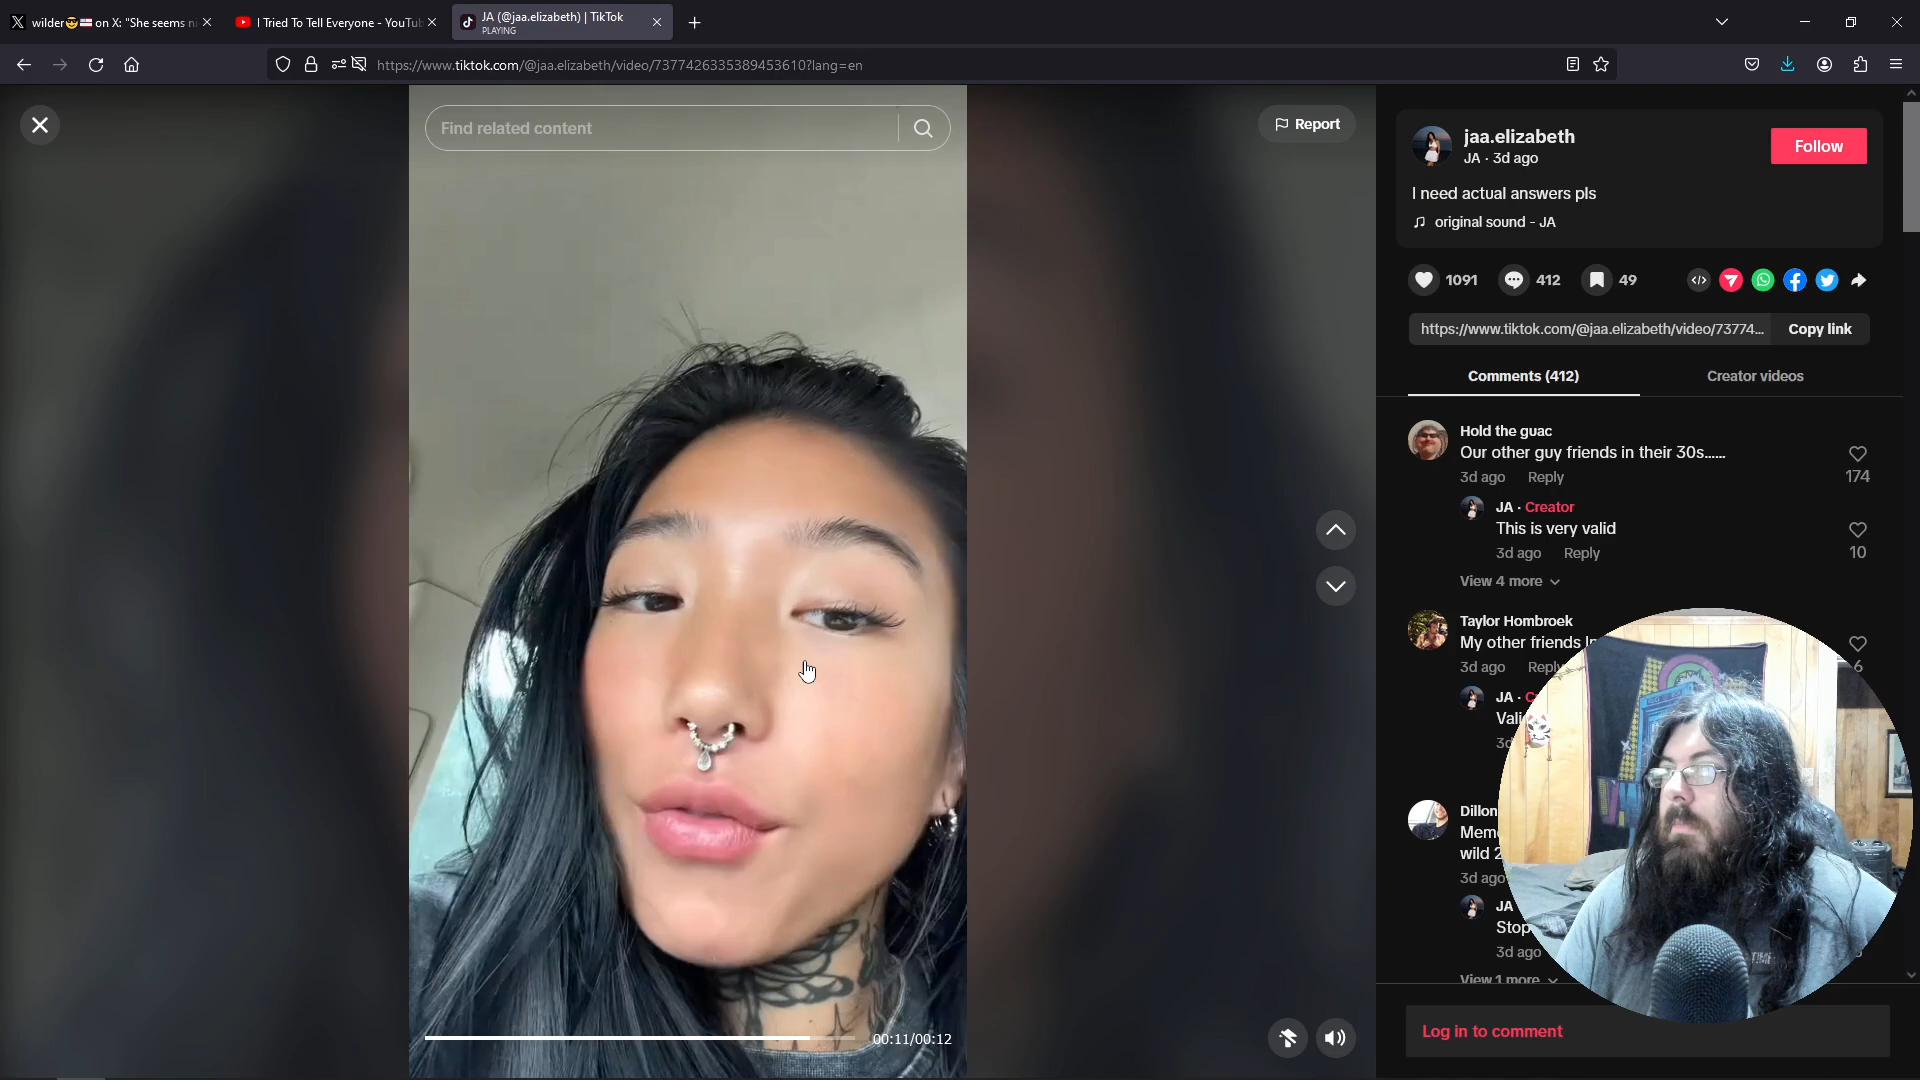 wilder😎 on X: "She seems ni
I Tried To Tell Everyone - YouTub
JA (@jaa.elizabeth) | TikTok
PLAYING
https://www.tiktok.com/@jaa.elizabeth/video/7377426335389453610?lang=en
Find related content
Report
jaa.elizabeth
JA · 3d ago
Follow
I need actual answers pls
original sound - JA
1091
412
49
https://www.tiktok.com/@jaa.elizabeth/video/73774...
Copy link
Comments (412)
Creator videos
Hold the guac
Our other guy friends in their 30s......
3d ago Reply
174
JA · Creator
This is very valid
3d ago Reply
10
View 4 more
Taylor Hombroek
My other friends
3d ago
JA ·
Dillon
wild
3d ago
JA
Stop
3d ago
View 1 more
00:11/00:12
Log in to comment